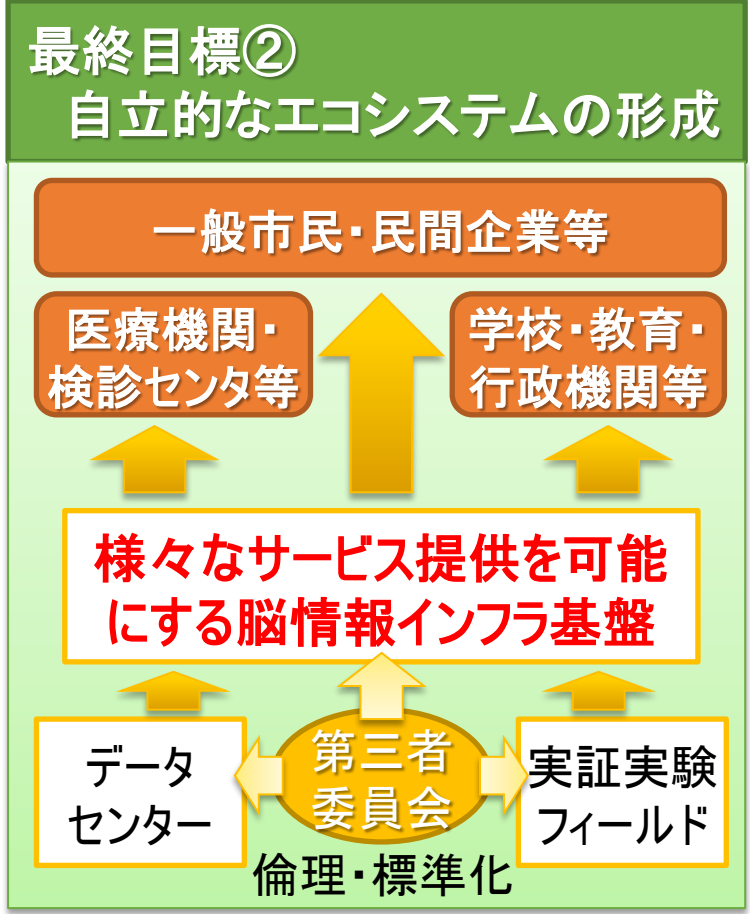 最終目標②
自立的なエコシステムの形成
一般市民・民間企業等
医療機関・
検診センタ等
学校・教育・
行政機関等
様々なサービス提供を可能
にする脳情報インフラ基盤
データ
センター
第三者
委員会
実証実験
フィールド
倫理・標準化